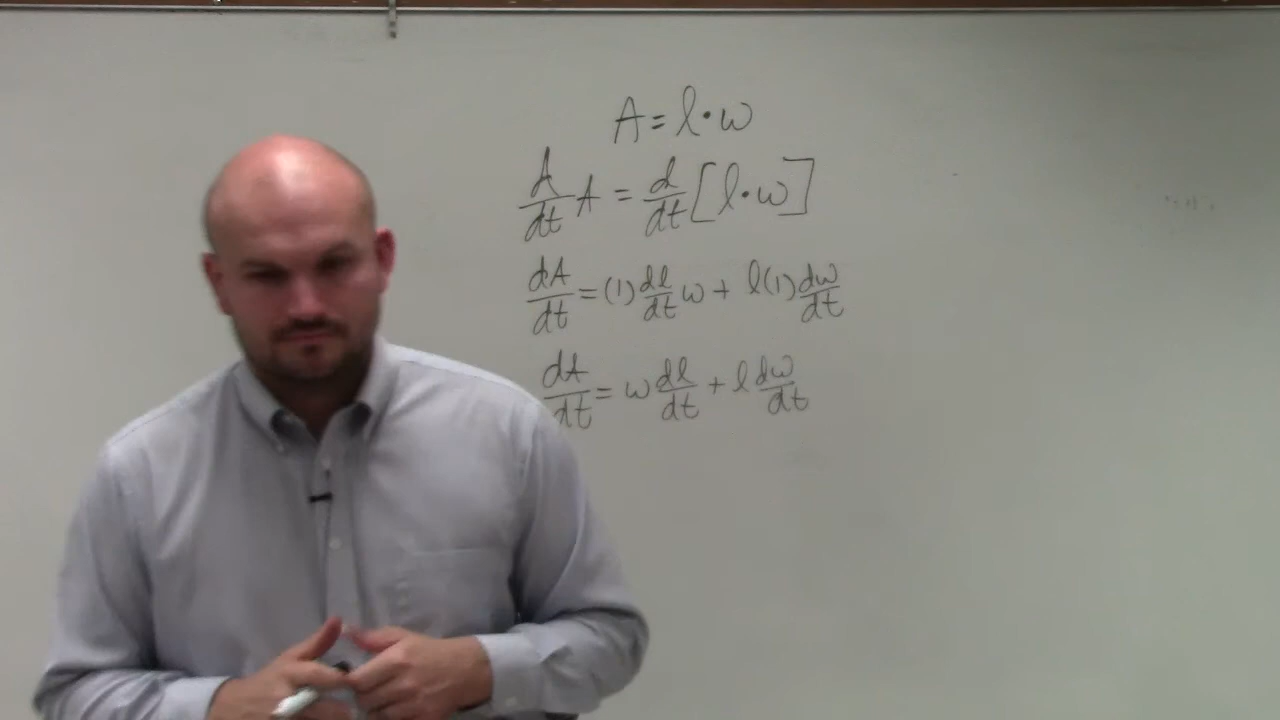 A = l·w
A/dt A = d/dt [l·w]
dA/dt = (1) dl/dt w + l(1) dw/dt
dA/dt = w dl/dt + l dw/dt